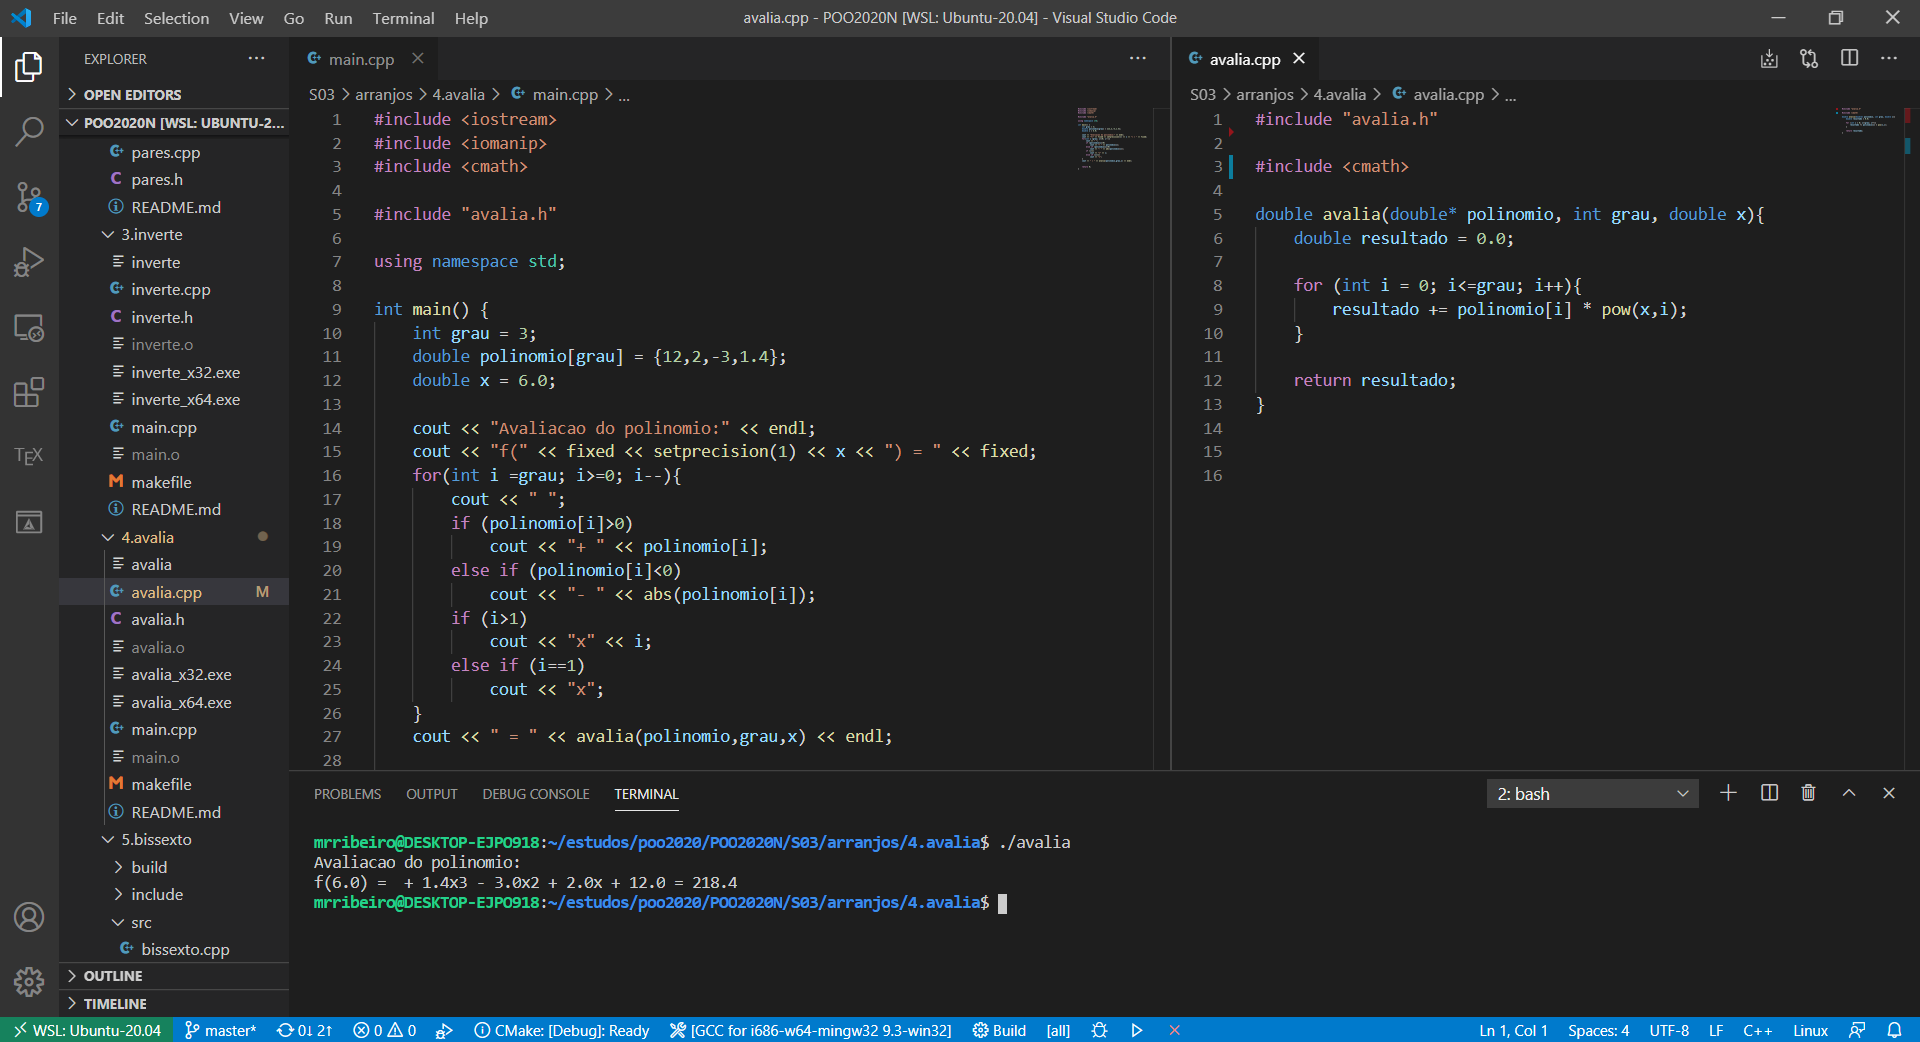 File Edit Selection View Go Run Terminal Help
avalia.cpp - POO2020N [WSL: Ubuntu-20.04] - Visual Studio Code
EXPLORER
OPEN EDITORS
POO2020N [WSL: UBUNTU-2...
pares.cpp
pares.h
README.md
3.inverte
inverte
inverte.cpp
inverte.h
inverte.o
inverte_x32.exe
inverte_x64.exe
main.cpp
main.o
makefile
README.md
4.avalia
avalia
avalia.cpp M
avalia.h
avalia.o
avalia_x32.exe
avalia_x64.exe
main.cpp
main.o
makefile
README.md
5.bissexto
build
include
src
bissexto.cpp
OUTLINE
TIMELINE
7
TEX
main.cpp
S03 > arranjos > 4.avalia > main.cpp > ...
1 #include <iostream>
2 #include <iomanip>
3 #include <cmath>
4
5 #include "avalia.h"
6
7 using namespace std;
8
9 int main() {
10 int grau = 3;
11 double polinomio[grau] = {12,2,-3,1.4};
12 double x = 6.0;
13
14 cout << "Avaliacao do polinomio:" << endl;
15 cout << "f(" << fixed << setprecision(1) << x << ") = " << fixed;
16 for(int i =grau; i>=0; i--){
17 cout << " ";
18 if (polinomio[i]>0)
19 cout << "+ " << polinomio[i];
20 else if (polinomio[i]<0)
21 cout << "- " << abs(polinomio[i]);
22 if (i>1)
23 cout << "x" << i;
24 else if (i==1)
25 cout << "x";
26 }
27 cout << " = " << avalia(polinomio,grau,x) << endl;
28
avalia.cpp
S03 > arranjos > 4.avalia > avalia.cpp > ...
1 #include "avalia.h"
2
3 #include <cmath>
4
5 double avalia(double* polinomio, int grau, double x){
6 double resultado = 0.0;
7
8 for (int i = 0; i<=grau; i++){
9 resultado += polinomio[i] * pow(x,i);
10 }
11
12 return resultado;
13 }
14
15
16
PROBLEMS OUTPUT DEBUG CONSOLE TERMINAL
2: bash
mrribeiro@DESKTOP-EJPO918:~/estudos/poo2020/POO2020N/S03/arranjos/4.avalia$ ./avalia
Avaliacao do polinomio:
f(6.0) =  + 1.4x3 - 3.0x2 + 2.0x + 12.0 = 218.4
mrribeiro@DESKTOP-EJPO918:~/estudos/poo2020/POO2020N/S03/arranjos/4.avalia$
WSL: Ubuntu-20.04 master* 0↓ 2↑ 0 0 CMake: [Debug]: Ready [GCC for i686-w64-mingw32 9.3-win32] Build [all] Ln 1, Col 1 Spaces: 4 UTF-8 LF C++ Linux